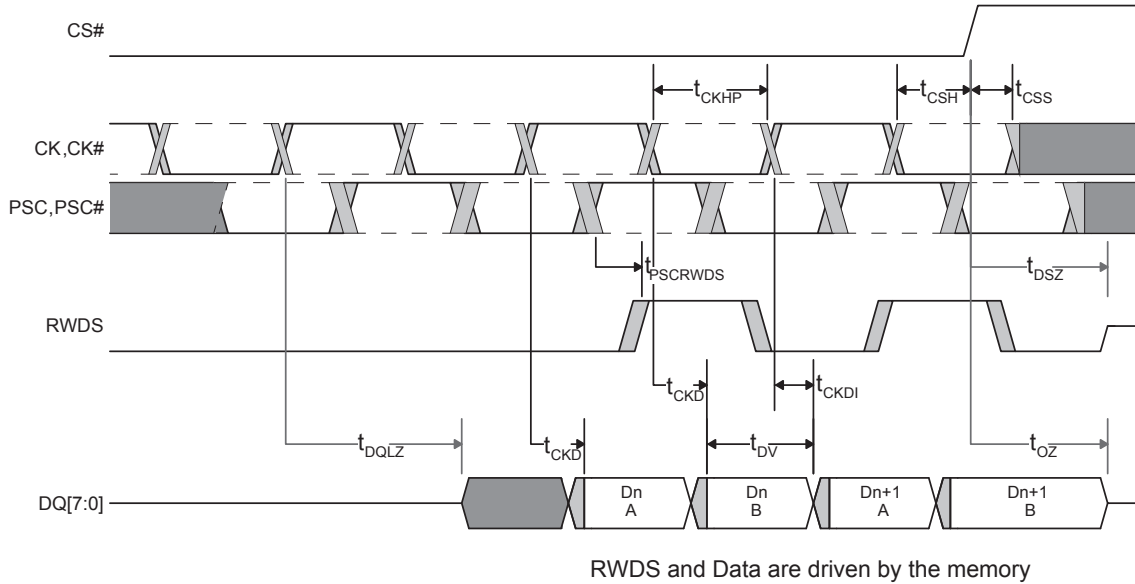 CS#
tCKHP
tCSH
tCSS
CK,CK#
PSC,PSC#
tPSCRWDS
tDSZ
RWDS
tCKD
tCKDI
tDQLZ
tCKD
tDV
tOZ
DQ[7:0]
Dn
A
Dn
B
Dn+1
A
Dn+1
B
RWDS and Data are driven by the memory